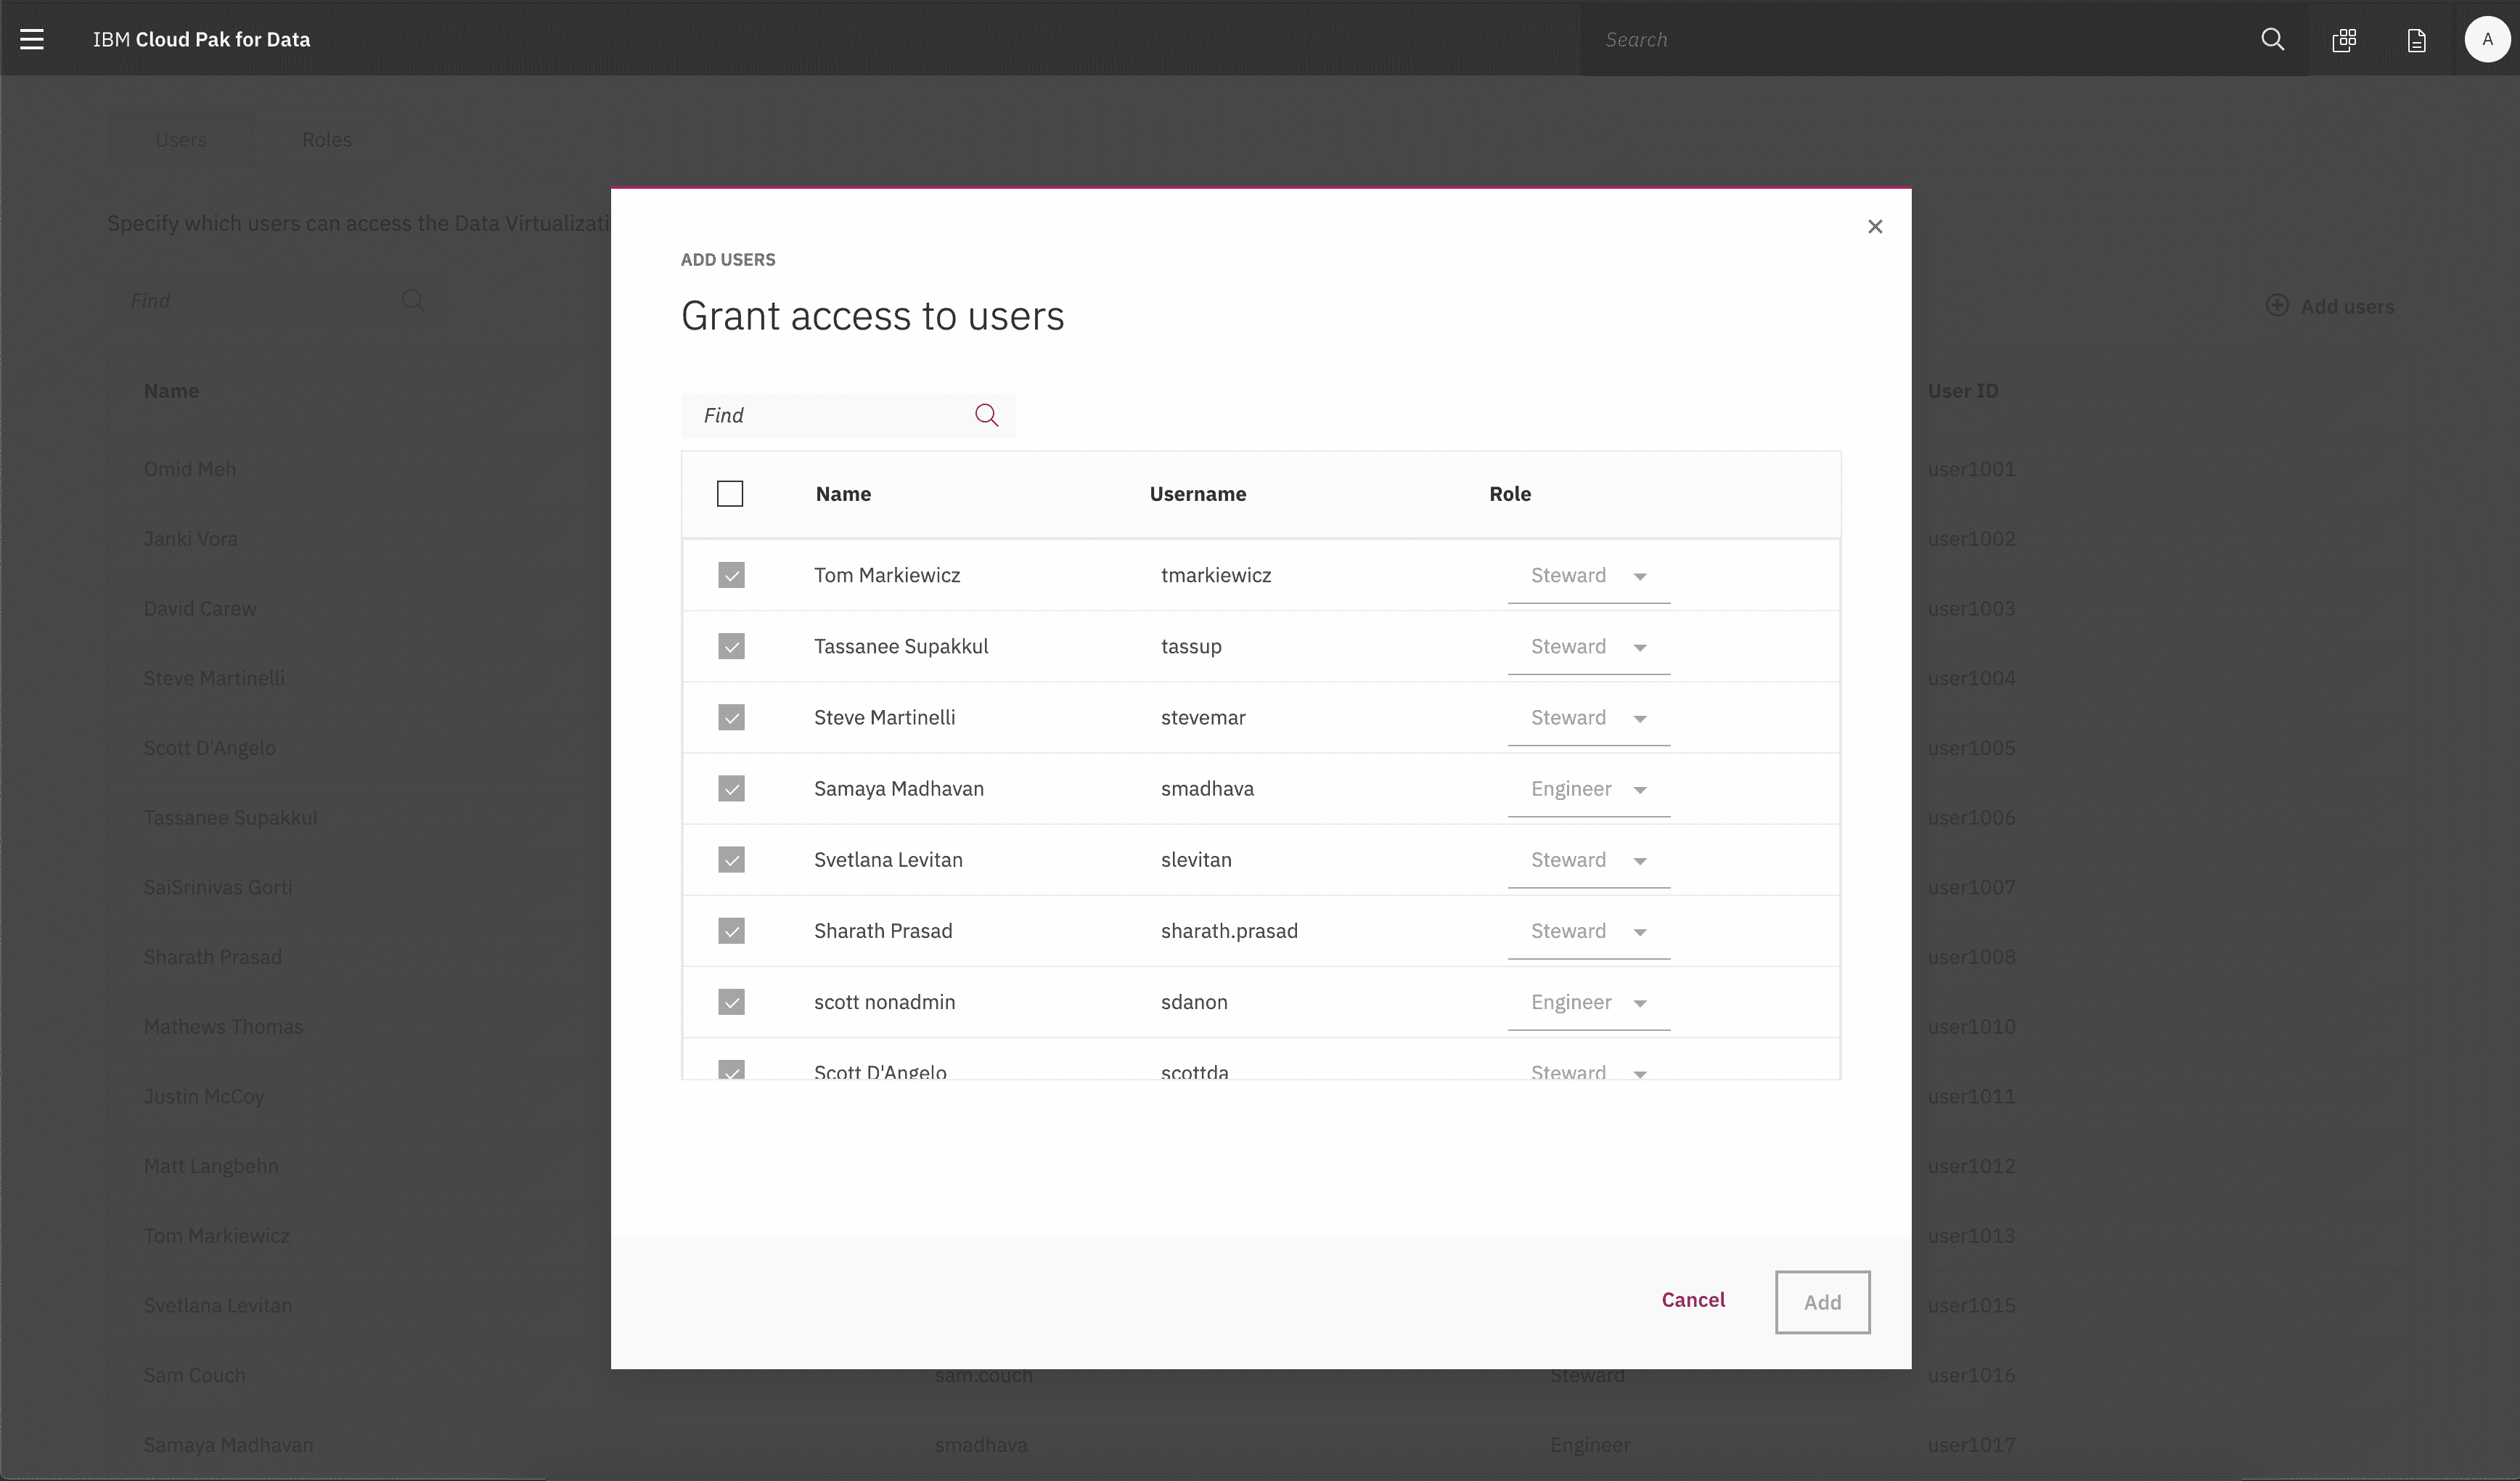 IBM Cloud Pak for Data
Search
A
Users Roles
Specify which users can access the Data Virtualizati
Find
Add users
Name User ID
Omid Meh user1001
Janki Vora user1002
David Carew user1003
Steve Martinelli user1004
Scott D'Angelo user1005
Tassanee Supakkul user1006
SaiSrinivas Gorti user1007
Sharath Prasad user1008
Mathews Thomas user1010
Justin McCoy user1011
Matt Langbehn user1012
Tom Markiewicz user1013
Svetlana Levitan user1015
Sam Couch sam.couch Steward user1016
Samaya Madhavan smadhava Engineer user1017
ADD USERS
Grant access to users
Find
Name Username Role
Tom Markiewicz tmarkiewicz Steward
Tassanee Supakkul tassup Steward
Steve Martinelli stevemar Steward
Samaya Madhavan smadhava Engineer
Svetlana Levitan slevitan Steward
Sharath Prasad sharath.prasad Steward
scott nonadmin sdanon Engineer
Scott D'Angelo scottda Steward
Cancel Add